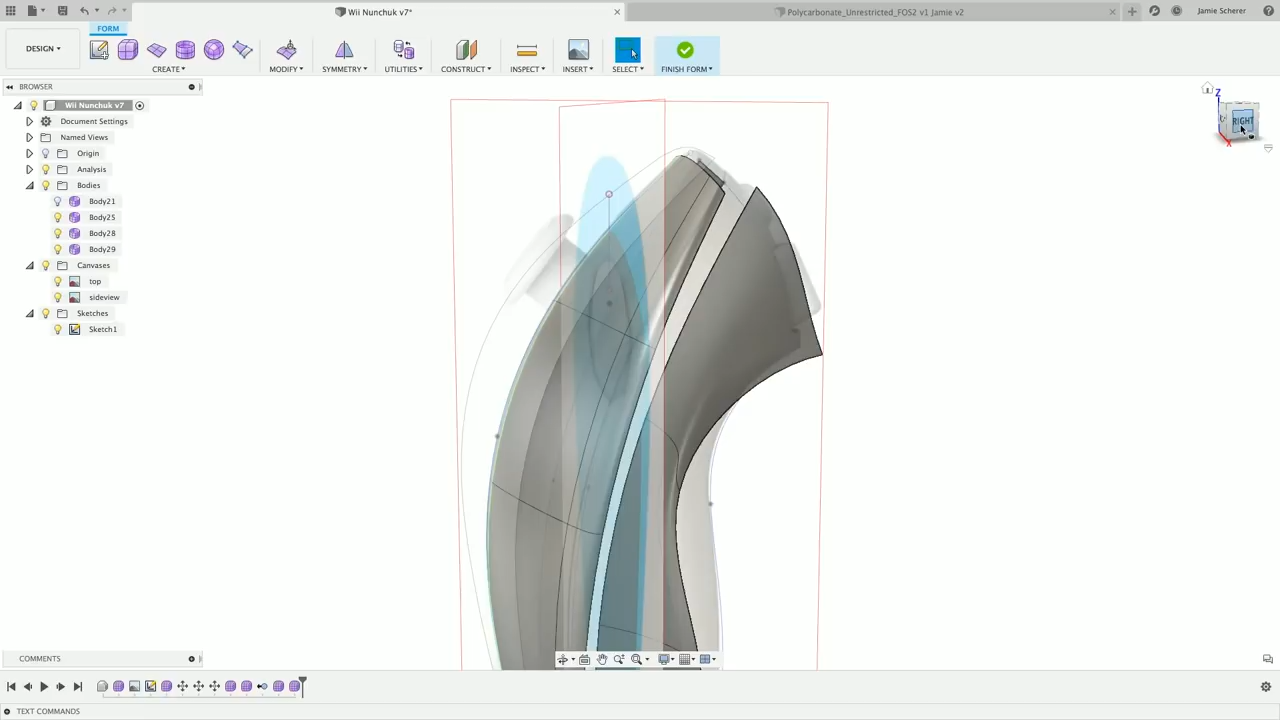 Wii Nunchuk v7*
Polycarbonate_Unrestricted_FOS2 v1 Jamie v2
Jamie Scherer
FORM
DESIGN
CREATE
MODIFY
SYMMETRY
UTILITIES
CONSTRUCT
INSPECT
INSERT
SELECT
FINISH FORM
BROWSER
Wii Nunchuk v7
Document Settings
Named Views
Origin
Analysis
Bodies
Body21
Body25
Body28
Body29
Canvases
top
sideview
Sketches
Sketch1
Z
RIGHT
X
COMMENTS
TEXT COMMANDS